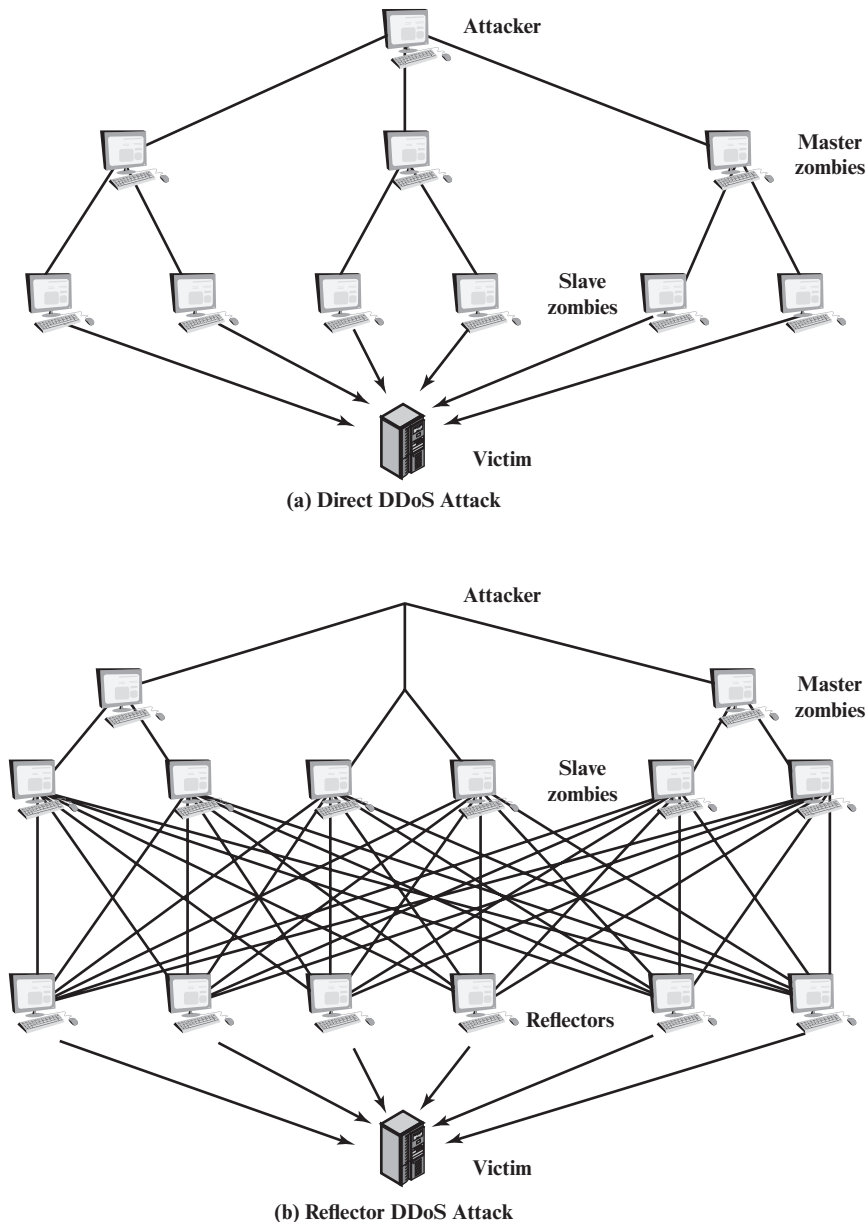 Attacker
Master
zombies
Slave
zombies
Victim
(a) Direct DDoS Attack
Attacker
Master
zombies
Slave
zombies
Reflectors
Victim
(b) Reflector DDoS Attack